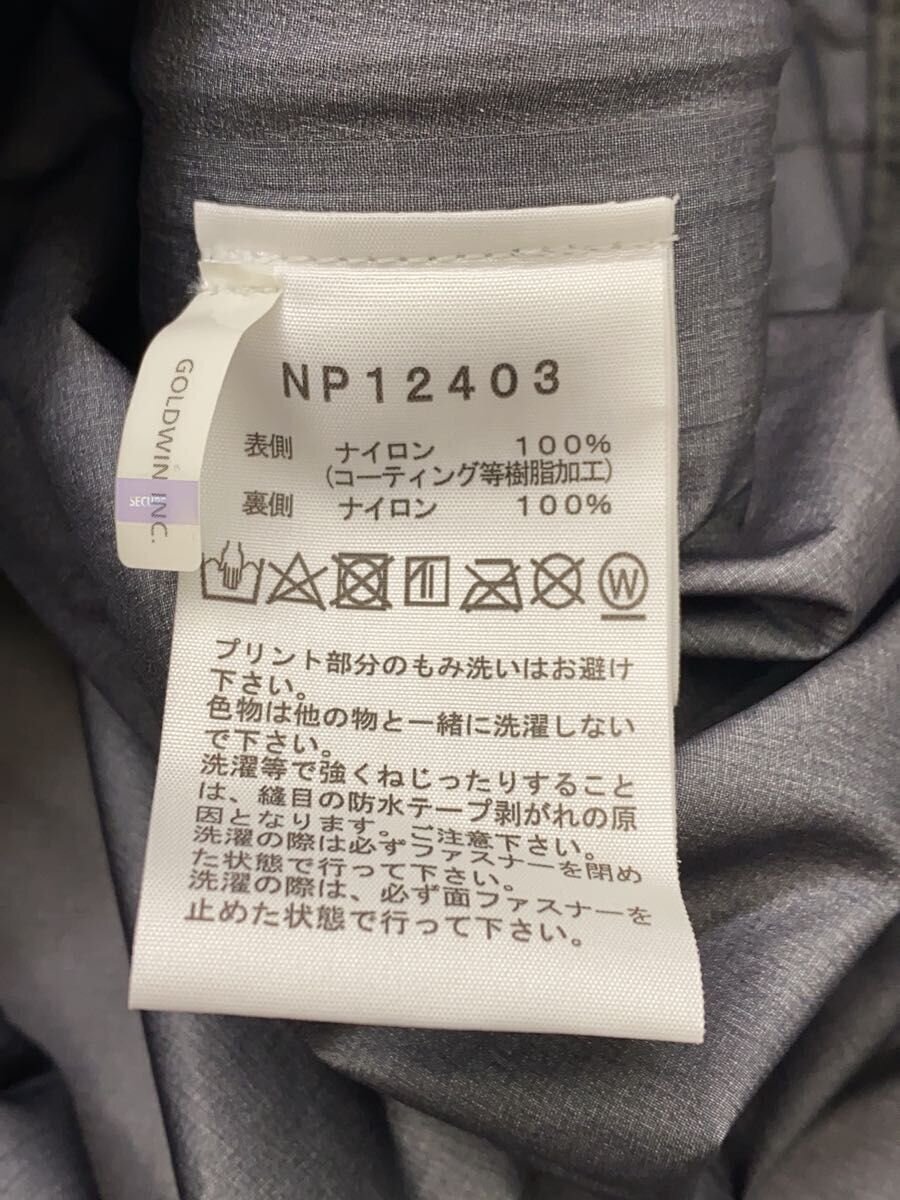 NP12403
GOLDWIN INC.
SECURE
表側 ナイロン 100%
(コーティング等樹脂加工)
裏側 ナイロン 100%
W
プリント部分のもみ洗いはお避け
下さい。
色物は他の物と一緒に洗濯しない
で下さい。
洗濯等で強くねじったりすること
は、縫目の防水テープ剥がれの原
因となります。ご注意下さい。
洗濯の際は必ずファスナーを閉め
た状態で行って下さい。
洗濯の際は、必ず面ファスナーを
止めた状態で行って下さい。